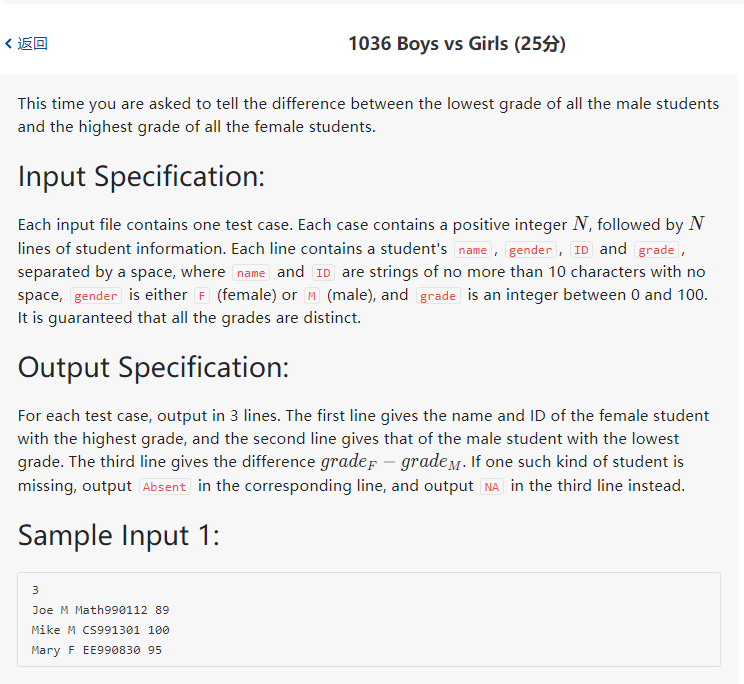 返回
1036 Boys vs Girls (25分)
This time you are asked to tell the difference between the lowest grade of all the male students
and the highest grade of all the female students.
Input Specification:
Each input file contains one test case. Each case contains a positive integer N, followed by N
lines of student information. Each line contains a student's name, gender, ID and grade,
separated by a space, where name and ID are strings of no more than 10 characters with no
space, gender is either F (female) or M (male), and grade is an integer between 0 and 100.
It is guaranteed that all the grades are distinct.
Output Specification:
For each test case, output in 3 lines. The first line gives the name and ID of the female student
with the highest grade, and the second line gives that of the male student with the lowest
grade. The third line gives the difference grade_F − grade_M. If one such kind of student is
missing, output Absent in the corresponding line, and output NA in the third line instead.
Sample Input 1:
3
Joe M Math990112 89
Mike M CS991301 100
Mary F EE990830 95